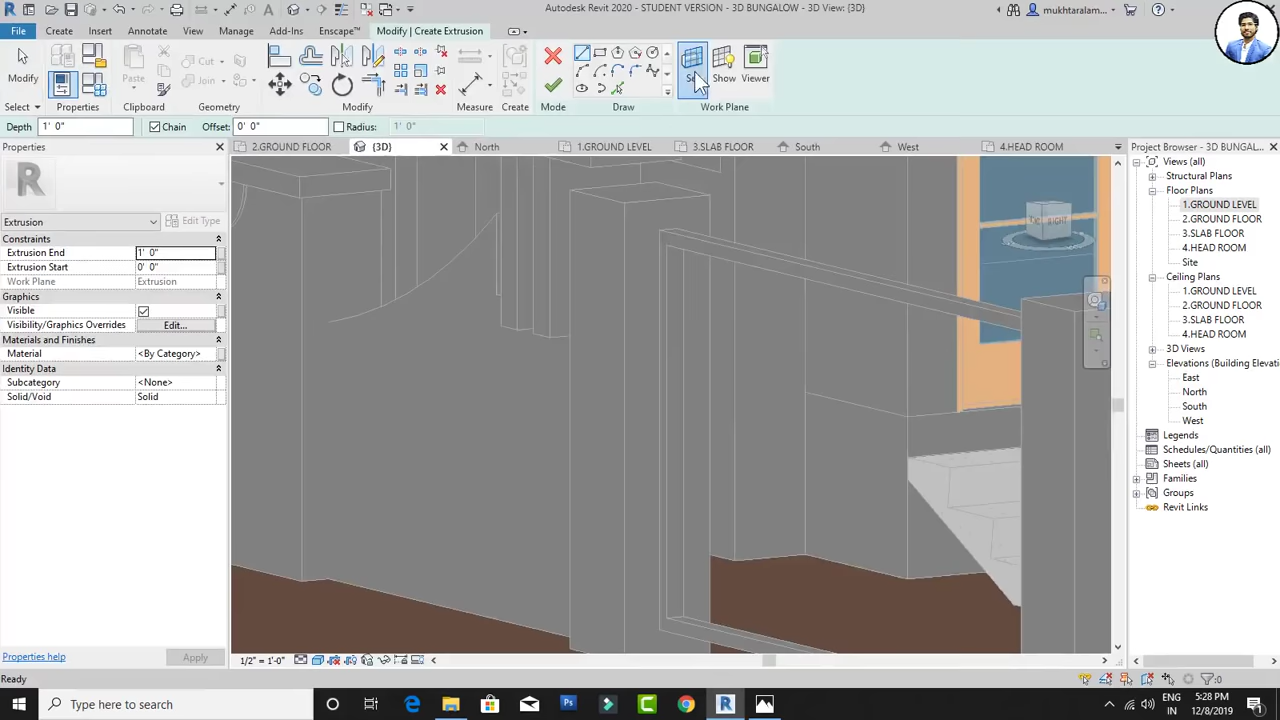 Autodesk Revit 2020 - STUDENT VERSION - 3D BUNGALOW - 3D View: {3D}
mukhtaralam...
File Create Insert Annotate View Manage Add-Ins Enscape™ Modify | Create Extrusion
Modify Paste Cut Join Show Viewer
Select Properties Clipboard Geometry Modify Measure Create Mode Draw Work Plane
Depth 1' 0" Chain Offset: 0' 0" Radius: 1' 0"
Properties
2.GROUND FLOOR {3D} North 1.GROUND LEVEL 3.SLAB FLOOR South West 4.HEAD ROOM
Project Browser - 3D BUNGAL...
Extrusion Edit Type
Constraints
Extrusion End 1' 0"
Extrusion Start 0' 0"
Work Plane Extrusion
Graphics
Visible
Visibility/Graphics Overrides Edit...
Materials and Finishes
Material <By Category>
Identity Data
Subcategory <None>
Solid/Void Solid
RIGHT
Views (all)
Structural Plans
Floor Plans
1.GROUND LEVEL
2.GROUND FLOOR
3.SLAB FLOOR
4.HEAD ROOM
Site
Ceiling Plans
1.GROUND LEVEL
2.GROUND FLOOR
3.SLAB FLOOR
4.HEAD ROOM
3D Views
Elevations (Building Elevati
East
North
South
West
Legends
Schedules/Quantities (all)
Sheets (all)
Families
Groups
Revit Links
Properties help Apply
1/2" = 1'-0"
Ready
:0
Type here to search
ENG
IN
5:28 PM
12/8/2019